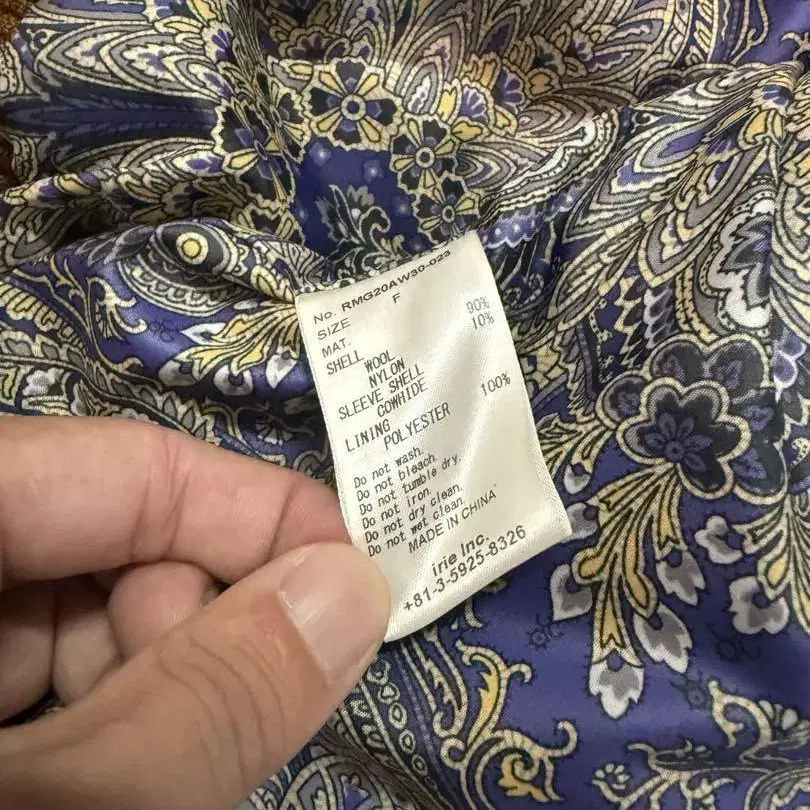 No. RMG20AW30-023
SIZE F
MAT.
SHELL
WOOL 90%
NYLON 10%
SLEEVE SHELL
COWHIDE
LINING
POLYESTER 100%
Do not wash.
Do not bleach.
Do not tumble dry.
Do not iron.
Do not dry clean.
Do not wet clean.
MADE IN CHINA
irie Inc.
+81-3-5925-8326